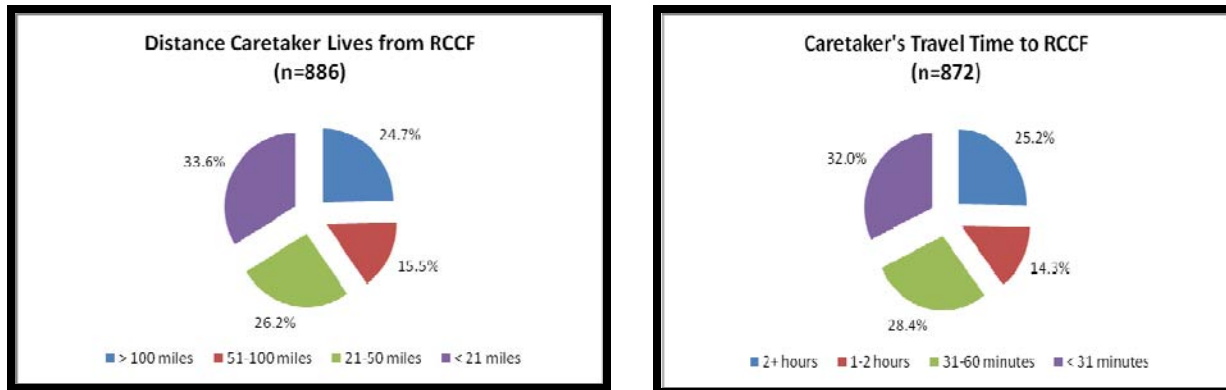 Distance Caretaker Lives from RCCF
(n=886)
24.7%
33.6%
15.5%
26.2%
> 100 miles 51-100 miles 21-50 miles < 21 miles
Caretaker's Travel Time to RCCF
(n=872)
25.2%
32.0%
14.3%
28.4%
2+ hours 1-2 hours 31-60 minutes < 31 minutes